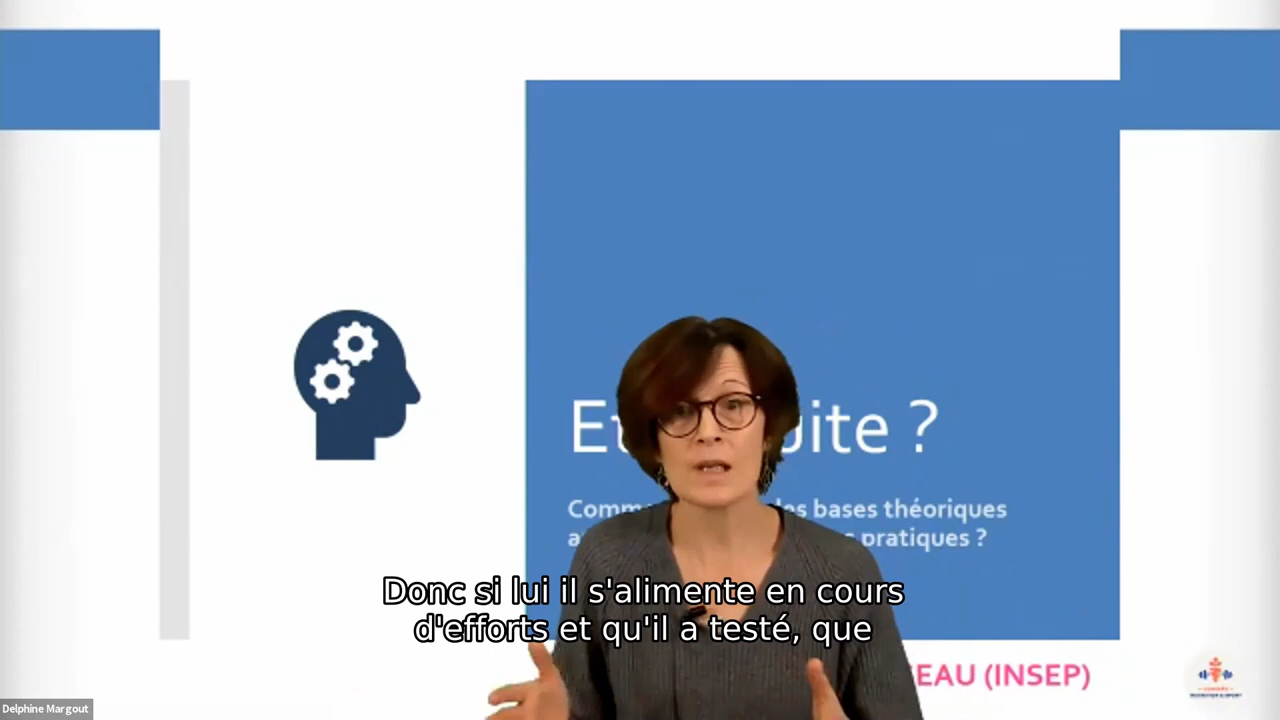 Et ite ?
Comm les bases théoriques
pratiques ?
Donc si lui il s'alimente en cours
d'efforts et qu'il a testé, que
EAU (INSEP)
Delphine Margout